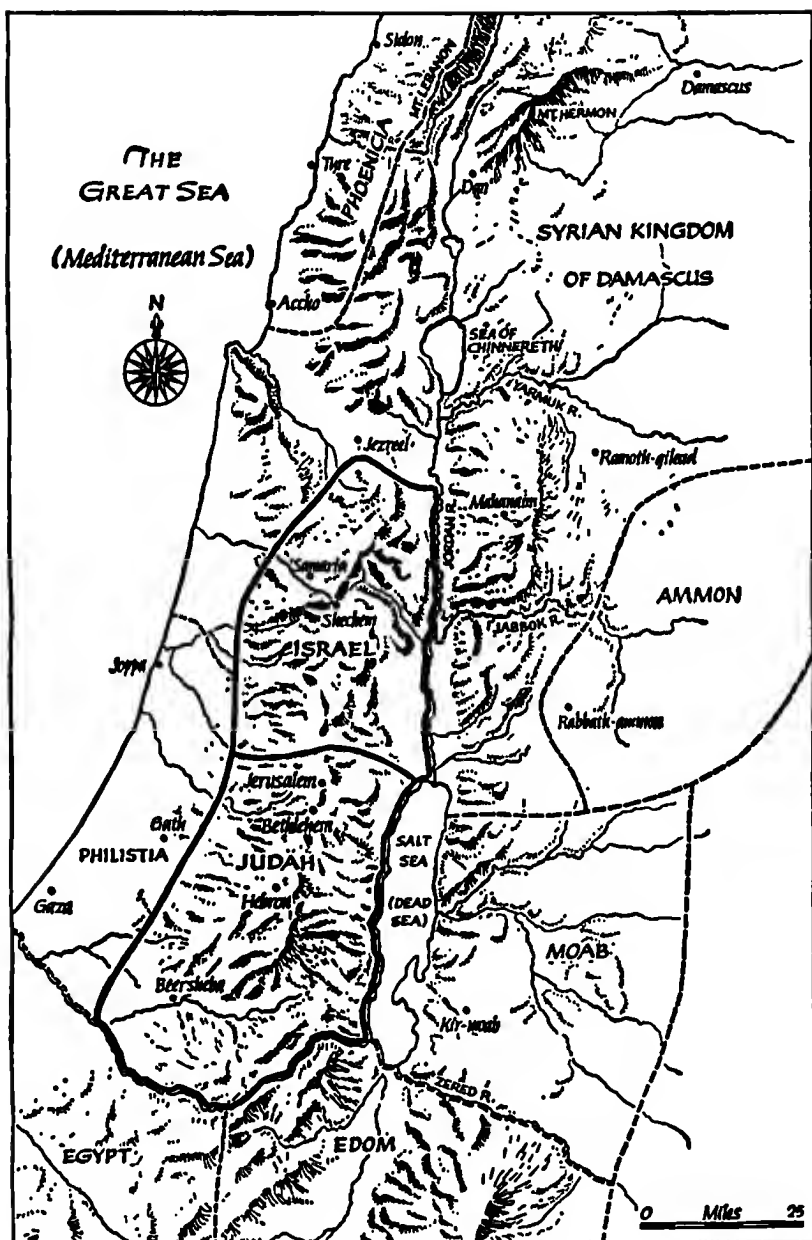 Sidon
MT. LEBANON
Damascus
MT. HERMON
THE
GREAT SEA
(Mediterranean Sea)
N
Tyre
PHOENICIA
Dan
SYRIAN KINGDOM
OF DAMASCUS
Accho
SEA OF
CHINNERETH
YARMUK R.
Jezreel
Ramoth-gilead
JORDAN R.
Mahanaim
Samaria
Shechem
ISRAEL
JABBOK R.
AMMON
Joppa
Rabbath-ammon
Jerusalem
Bethlehem
Gath
PHILISTIA
JUDAH
Hebron
Gaza
SALT
SEA
(DEAD
SEA)
MOAB
Beersheba
Kir-moab
ZERED R.
EGYPT
EDOM
0 Miles 25